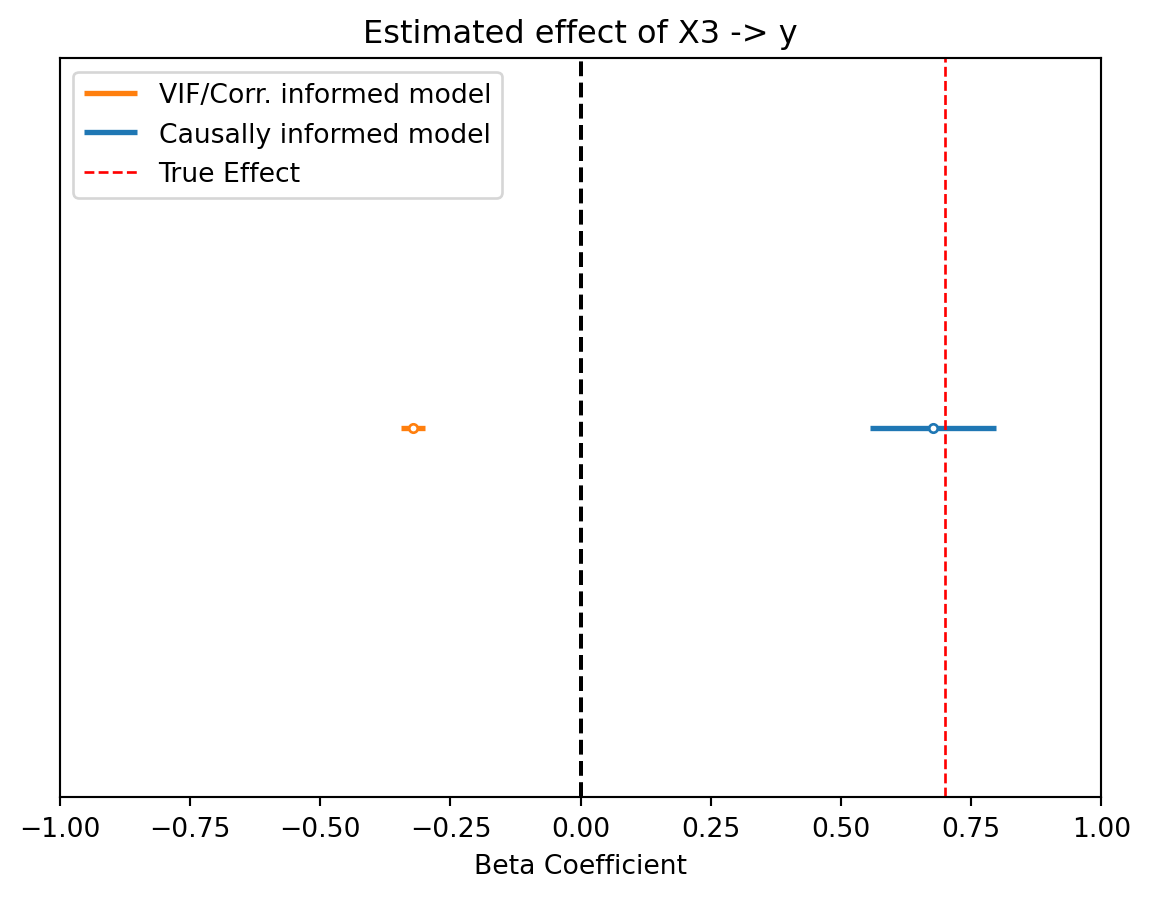 Estimated effect of X3 -> y
VIF/Corr. informed model
Causally informed model
True Effect
−1.00 −0.75 −0.50 −0.25 0.00 0.25 0.50 0.75 1.00
Beta Coefficient